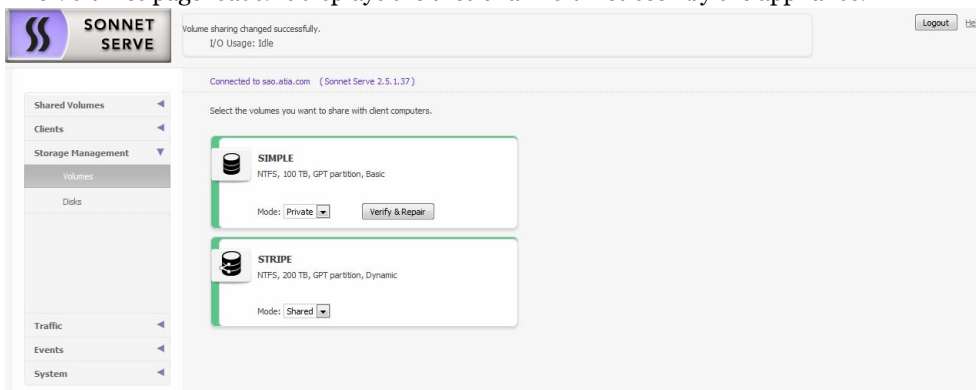 SONNET
SERVE
Volume sharing changed successfully.
I/O Usage: Idle
Logout
Connected to sao.atia.com (Sonnet Serve 2.5.1.37)
Shared Volumes
Clients
Storage Management
Volumes
Disks
Traffic
Events
System
Select the volumes you want to share with client computers.
SIMPLE
NTFS, 100 TB, GPT partition, Basic
Mode: Private
Verify & Repair
STRIPE
NTFS, 200 TB, GPT partition, Dynamic
Mode: Shared